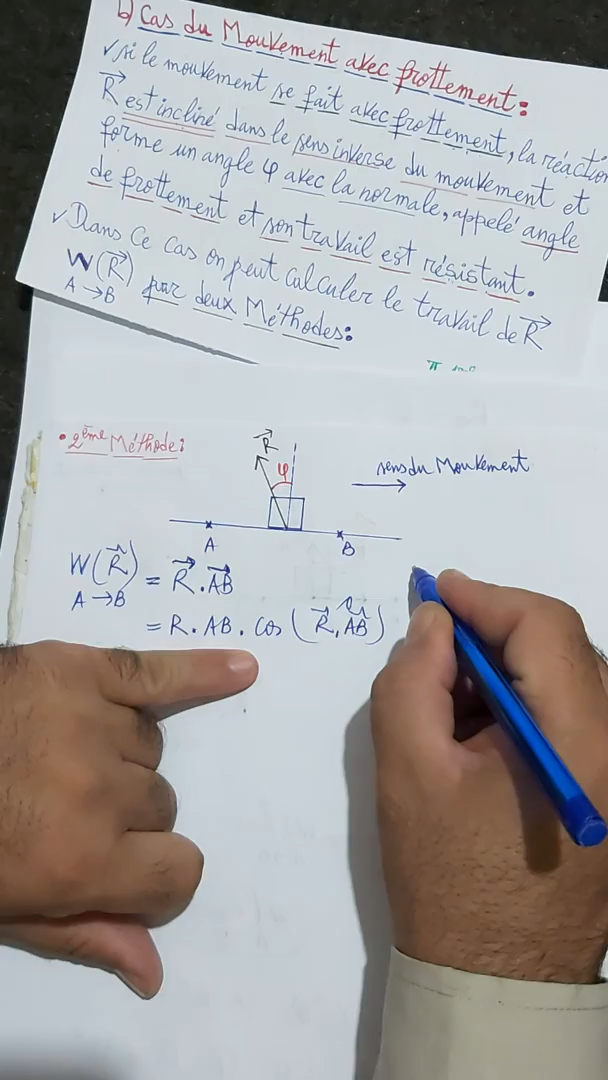 b) Cas du Mouvement avec frottement:
✓ si le mouvement se fait avec frottement, la réaction
R est incliné dans le sens inverse du mouvement et
forme un angle φ avec la normale, appelé angle
de frottement et son travail est résistant.
✓ Dans ce cas on peut calculer le travail de R
W(R) par deux Méthodes:
A → B
• 2ème Méthode:
R
φ
sens du Mouvement
A
B
W(R) = R . AB
A → B
= R . AB . cos (R, AB)